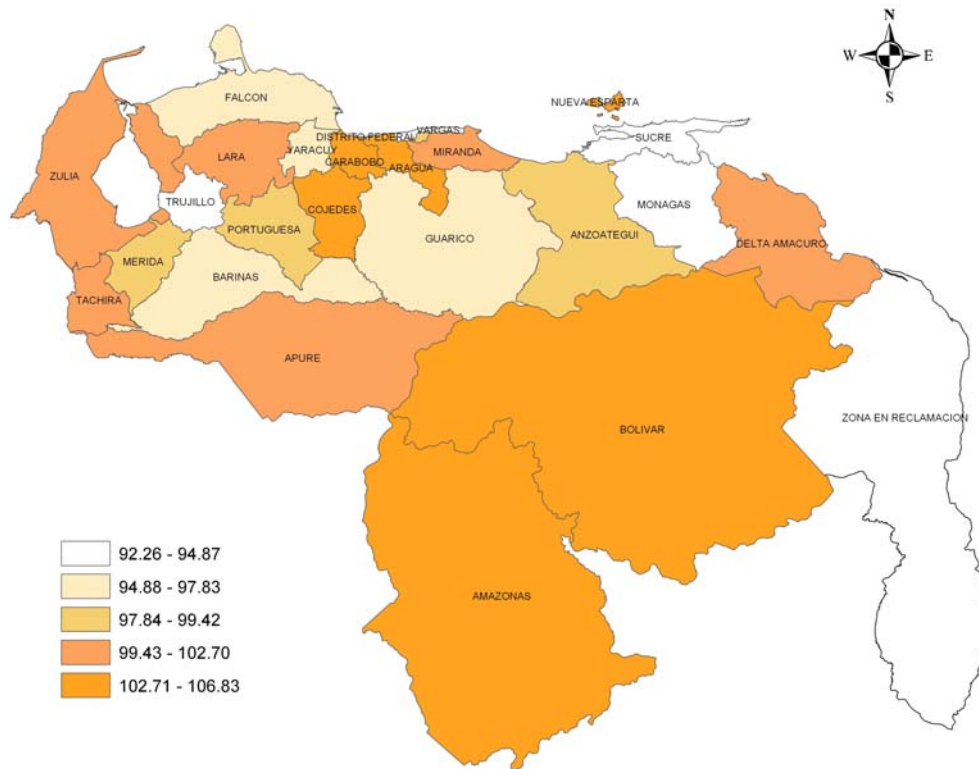 N
W E
S
FALCON
NUEVA ESPARTA
DISTRITO FEDERAL
VARGAS
SUCRE
YARACUY
CARABOBO
ARAGUA
MIRANDA
LARA
ZULIA
TRUJILLO
COJEDES
MONAGAS
PORTUGUESA
GUARICO
ANZOATEGUI
DELTA AMACURO
MERIDA
BARINAS
TACHIRA
APURE
ZONA EN RECLAMACION
BOLIVAR
AMAZONAS
92.26 - 94.87
94.88 - 97.83
97.84 - 99.42
99.43 - 102.70
102.71 - 106.83